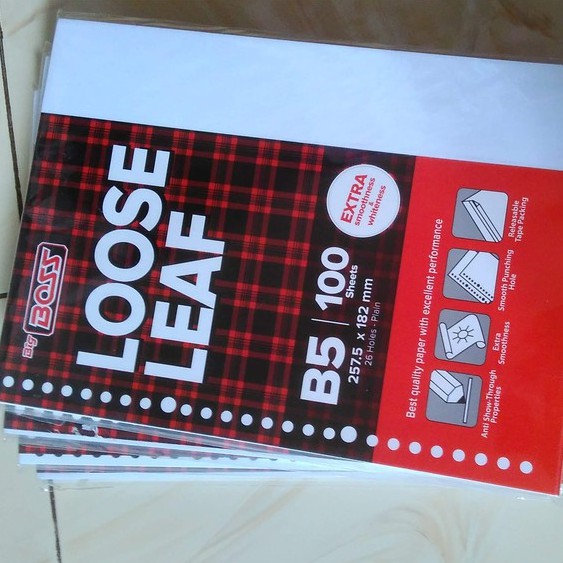 Big
BOSS
LOOSE
LEAF
EXTRA
smoothness
&
whiteness
B5 | 100
Sheets
257.5 x 182 mm
26 Holes - Plain
Best quality paper with excellent performance
Anti Show-Through
Properties
Extra
Smoothness
Smooth Punching
Hole
Releasable
Tape Packing